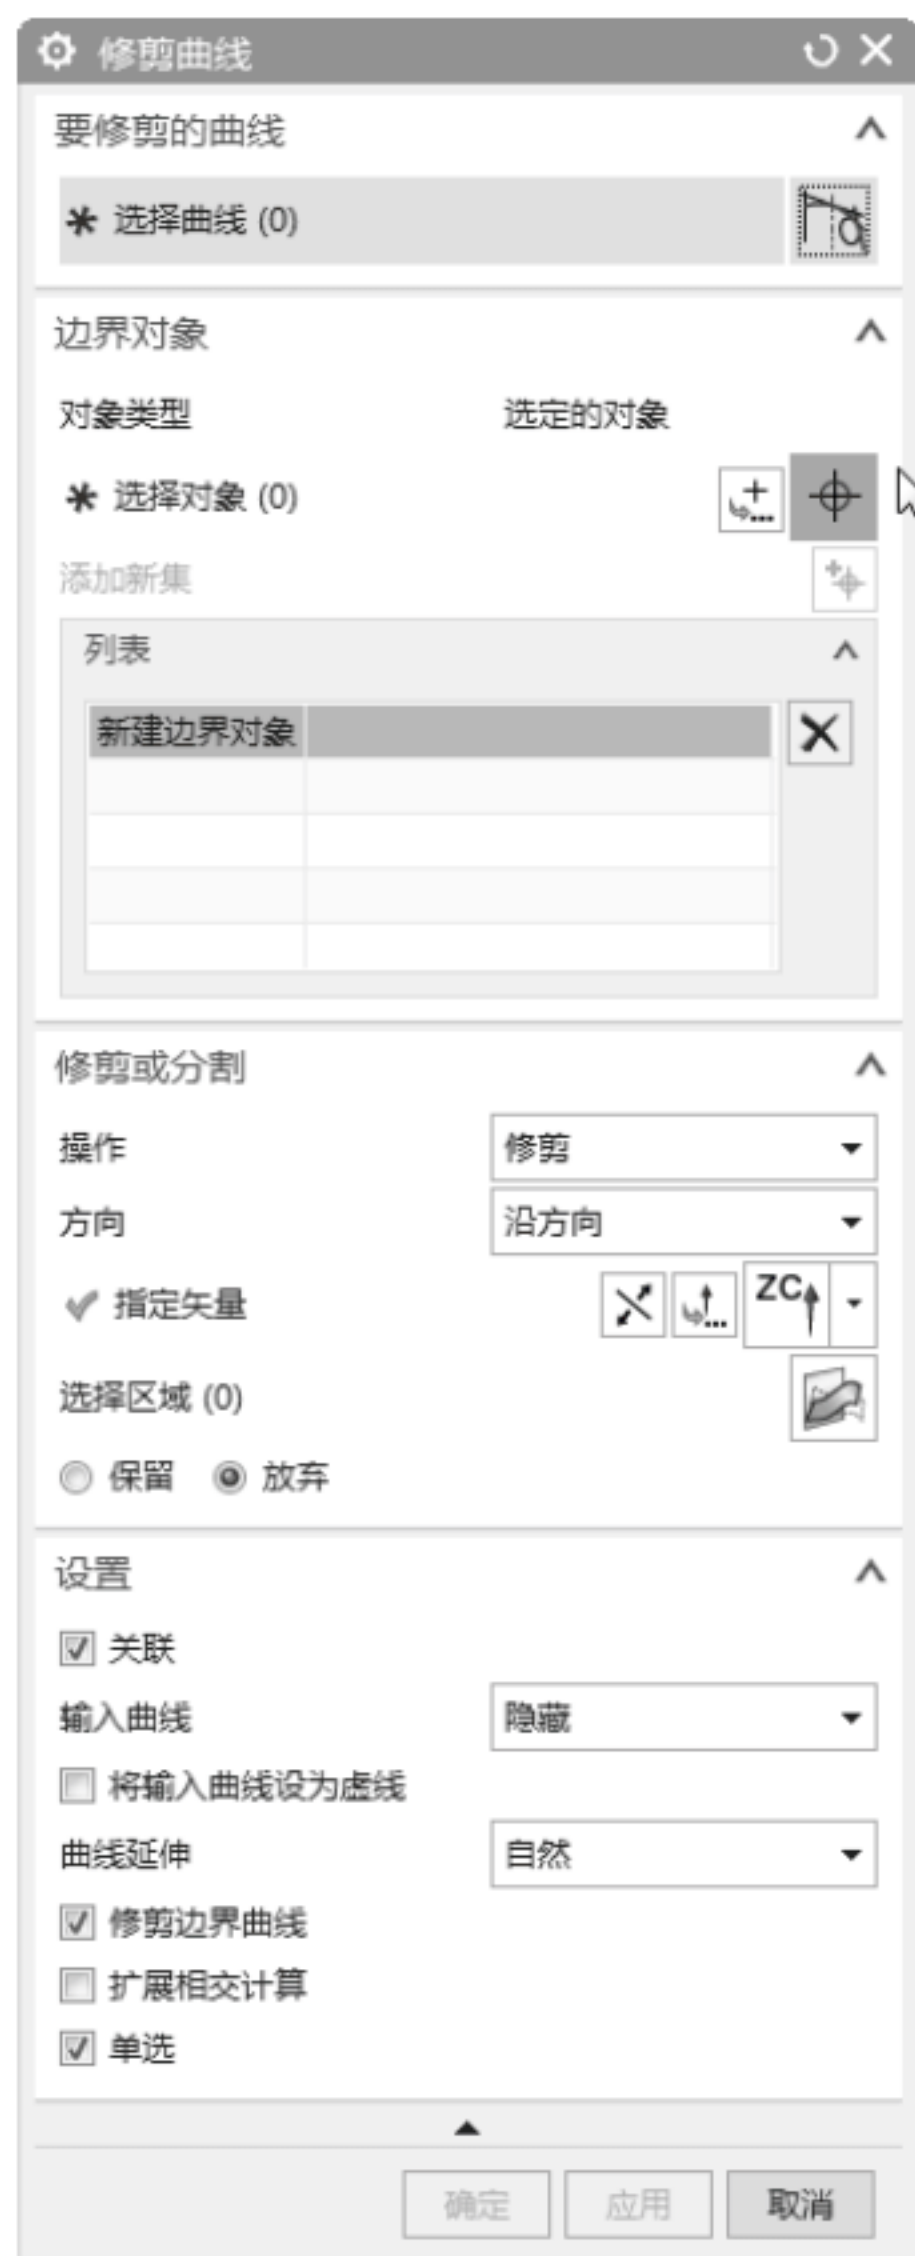 修剪曲线
要修剪的曲线
* 选择曲线 (0)
边界对象
对象类型 选定的对象
* 选择对象 (0)
添加新集
列表
新建边界对象
修剪或分割
操作 修剪
方向 沿方向
指定矢量 ZC
选择区域 (0)
保留 放弃
设置
关联
输入曲线 隐藏
将输入曲线设为虚线
曲线延伸 自然
修剪边界曲线
扩展相交计算
单选
确定 应用 取消